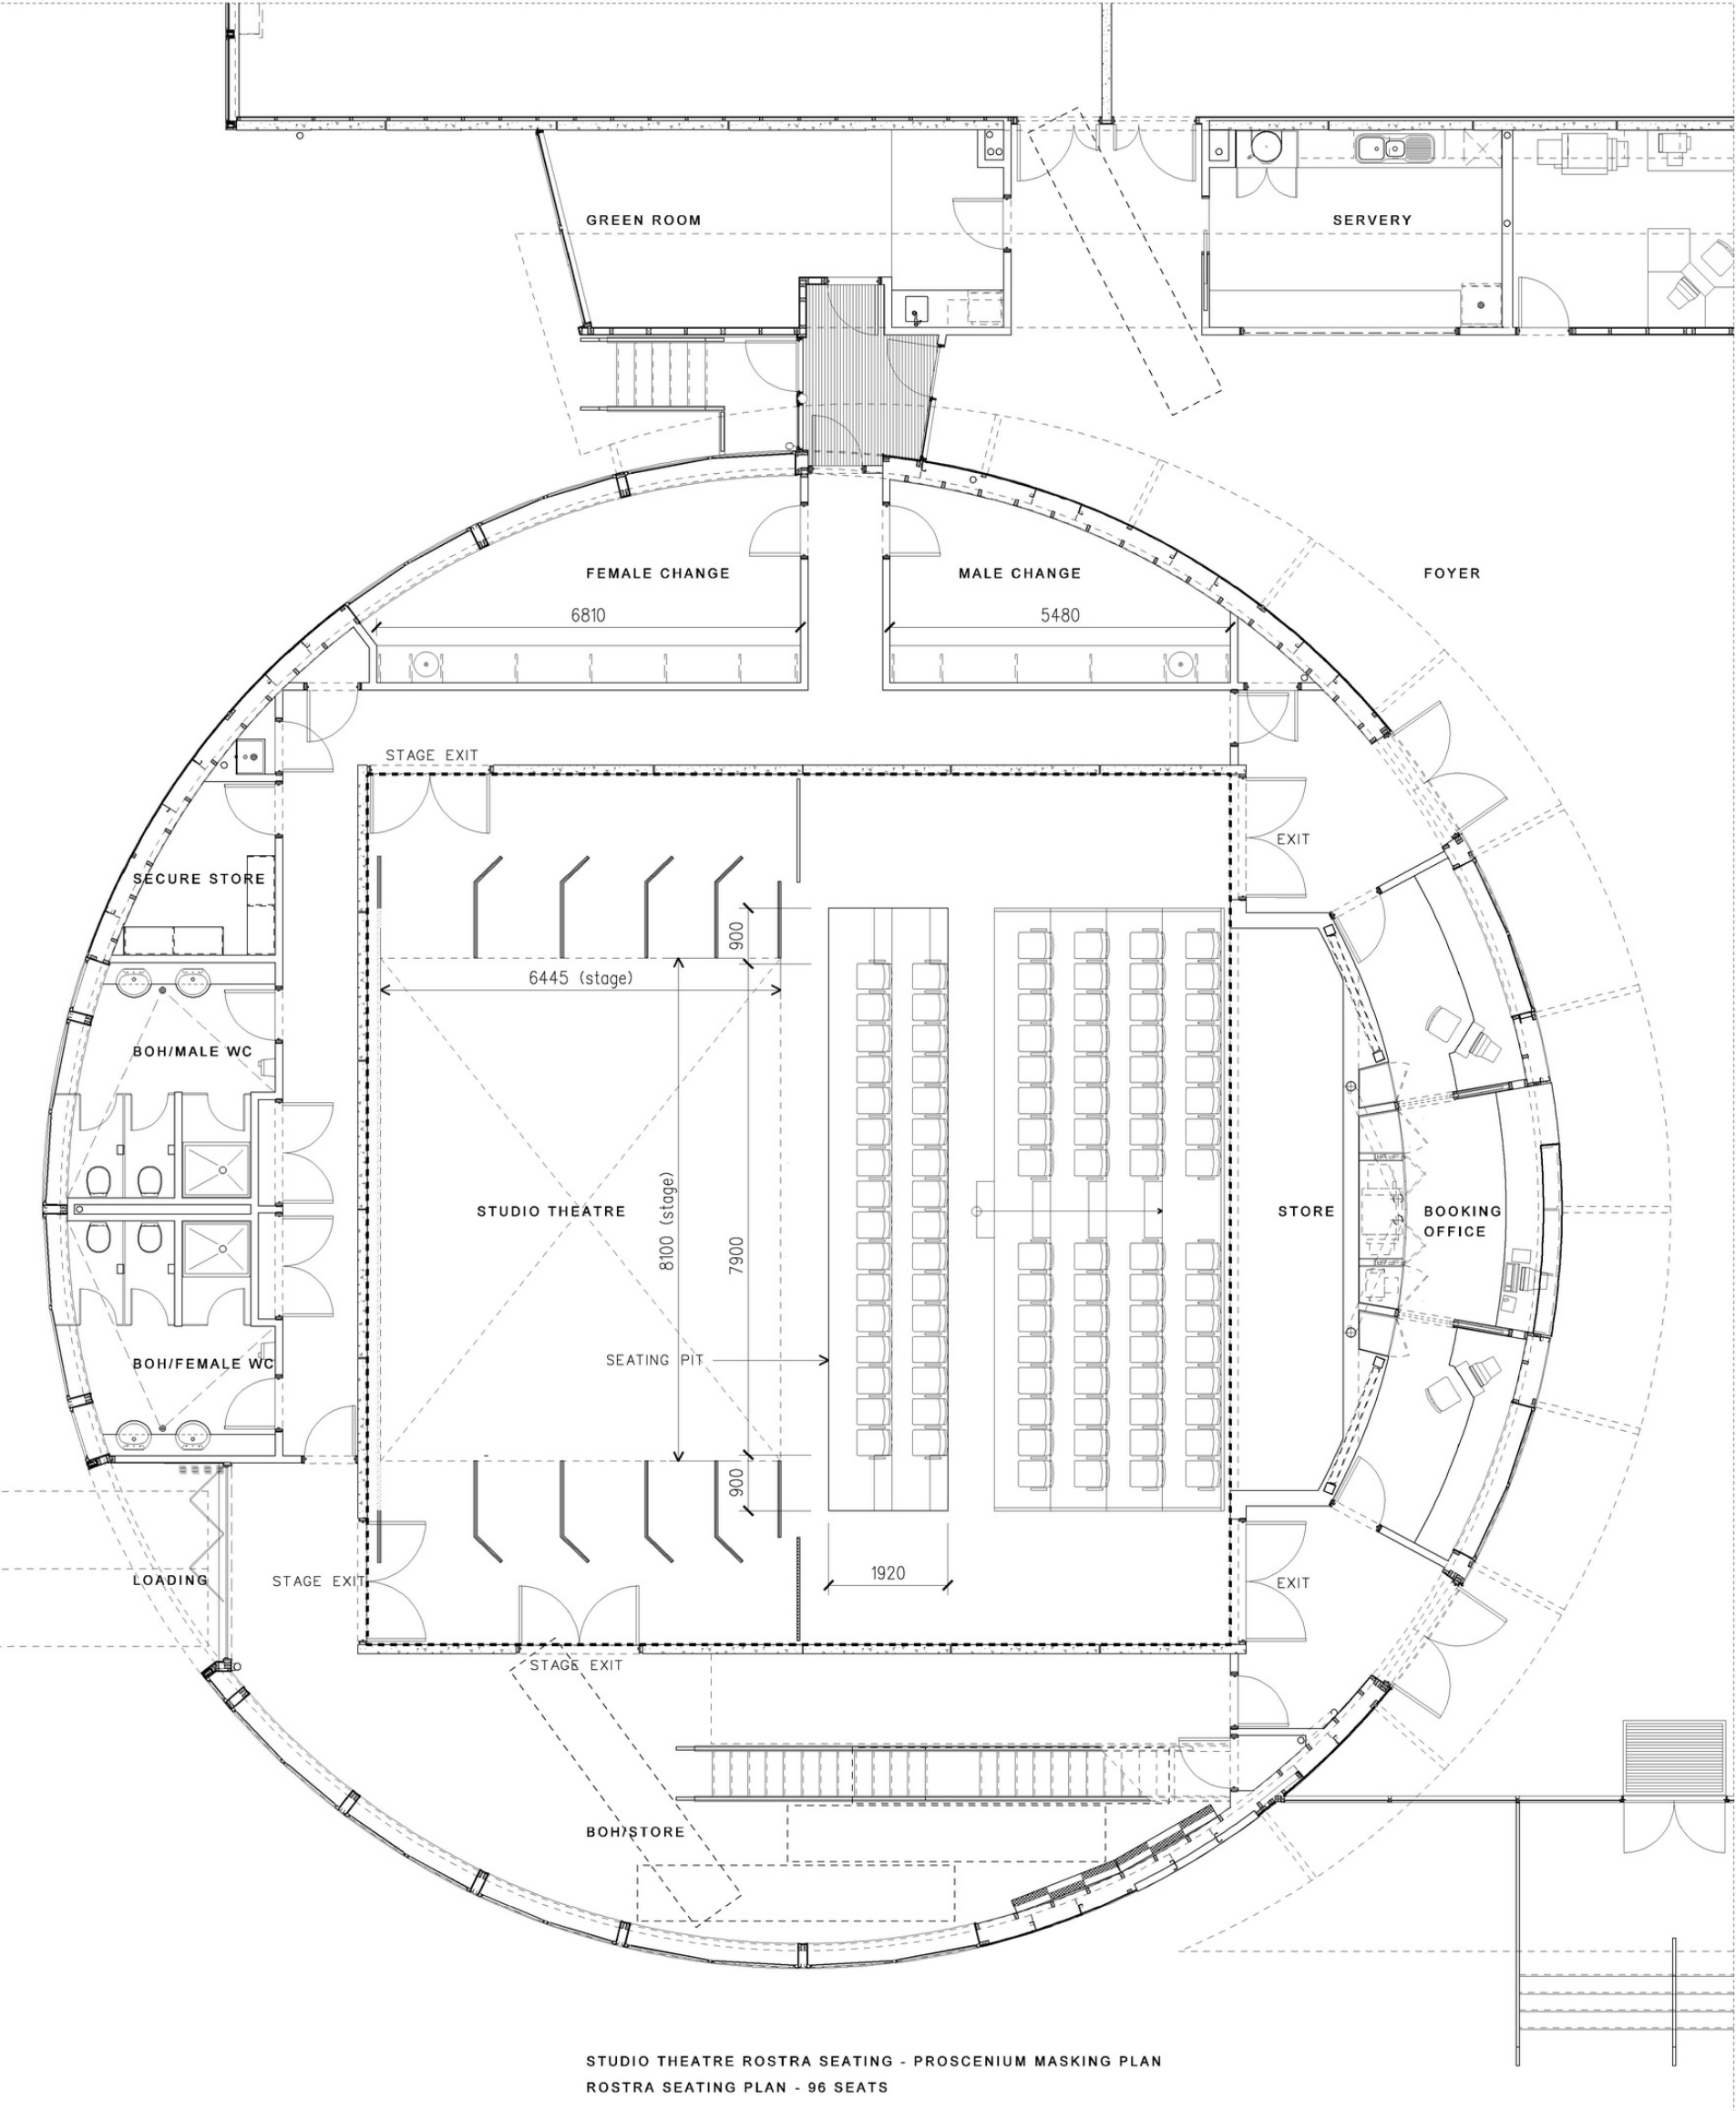 GREEN ROOM
SERVERY
FEMALE CHANGE
MALE CHANGE
FOYER
6810
5480
STAGE EXIT
EXIT
SECURE STORE
900
6445 (stage)
BOH/MALE WC
STUDIO THEATRE
8100 (stage)
7900
STORE
BOOKING
OFFICE
SEATING PIT
BOH/FEMALE WC
900
1920
LOADING
STAGE EXIT
EXIT
STAGE EXIT
BOH/STORE
STUDIO THEATRE ROSTRA SEATING - PROSCENIUM MASKING PLAN
ROSTRA SEATING PLAN - 96 SEATS